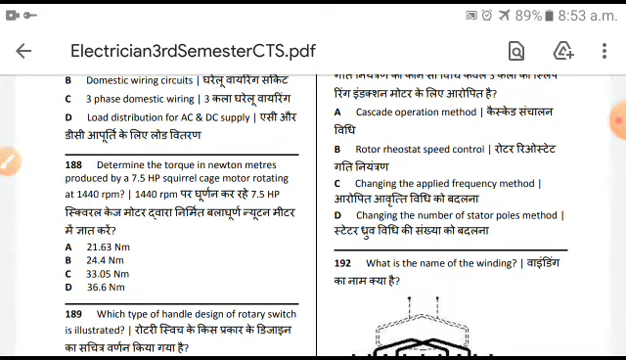 89% 8:53 a.m.
Electrician3rdSemesterCTS.pdf
B Domestic wiring circuits | घरेलू वायरिंग सर्किट
C 3 phase domestic wiring | 3 कला घरेलू वायरिंग
D Load distribution for AC & DC supply | एसी और
डीसी आपूर्ति के लिए लोड वितरण
188 Determine the torque in newton metres
produced by a 7.5 HP squirrel cage motor rotating
at 1440 rpm? | 1440 rpm पर घूर्णन कर रहे 7.5 HP
स्क्विरल केज मोटर द्वारा निर्मित बलाघूर्ण न्यूटन मीटर
में ज्ञात करें?
A 21.63 Nm
B 24.4 Nm
C 33.05 Nm
D 36.6 Nm
189 Which type of handle design of rotary switch
is illustrated? | रोटरी स्विच के किस प्रकार के डिजाइन
का सचित्र वर्णन किया गया है?
रिंग इंडक्शन मोटर के लिए आरोपित है?
A Cascade operation method | कैस्केड संचालन
विधि
B Rotor rheostat speed control | रोटर रिओस्टेट
गति नियंत्रण
C Changing the applied frequency method |
आरोपित आवृत्ति विधि को बदलना
D Changing the number of stator poles method |
स्टेटर ध्रुव विधि की संख्या को बदलना
192 What is the name of the winding? | वाइंडिंग
का नाम क्या है?